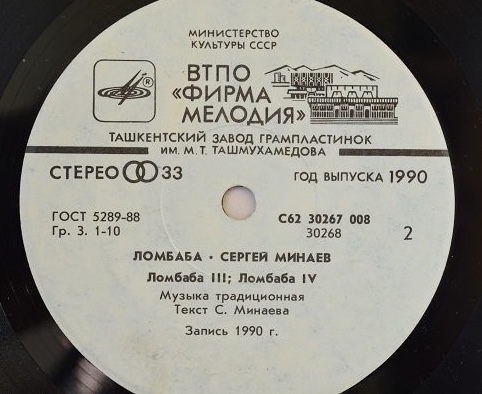 МИНИСТЕРСТВО
КУЛЬТУРЫ СССР
ВТПО
«ФИРМА
МЕЛОДИЯ»
ТАШКЕНТСКИЙ ЗАВОД ГРАМПЛАСТИНОК
ИМ. М. Т. ТАШМУХАМЕДОВА
СТЕРЕО 33
ГОД ВЫПУСКА 1990
ГОСТ 5289-88
Гр. 3. 1-10
С62 30267 008
30268
2
ЛОМБАБА · СЕРГЕЙ МИНАЕВ
Ломбаба III; Ломбаба IV
Музыка традиционная
Текст С. Минаева
Запись 1990 г.